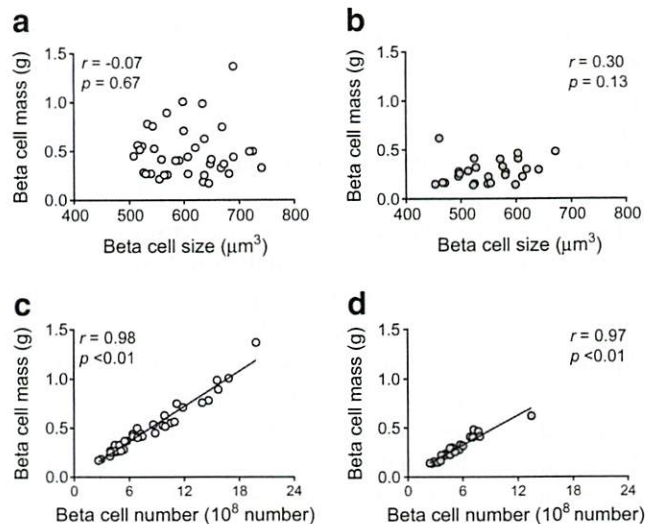 a
Beta cell mass (g)
1.5
1.0
0.5
0.0
r = -0.07
p = 0.67
400 500 600 700 800
Beta cell size (μm³)
b
Beta cell mass (g)
1.5
1.0
0.5
0.0
r = 0.30
p = 0.13
400 500 600 700 800
Beta cell size (μm³)
c
Beta cell mass (g)
1.5
1.0
0.5
0.0
r = 0.98
p <0.01
0 6 12 18 24
Beta cell number (10⁸ number)
d
Beta cell mass (g)
1.5
1.0
0.5
0.0
r = 0.97
p <0.01
0 6 12 18 24
Beta cell number (10⁸ number)